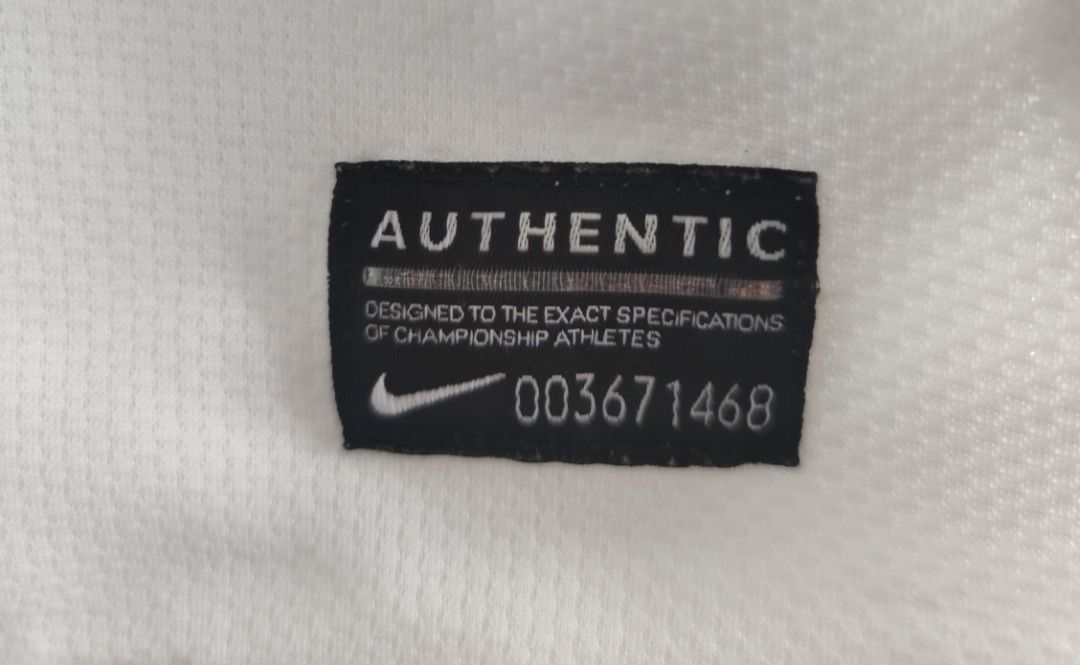 AUTHENTIC
DESIGNED TO THE EXACT SPECIFICATIONS
OF CHAMPIONSHIP ATHLETES
003671468